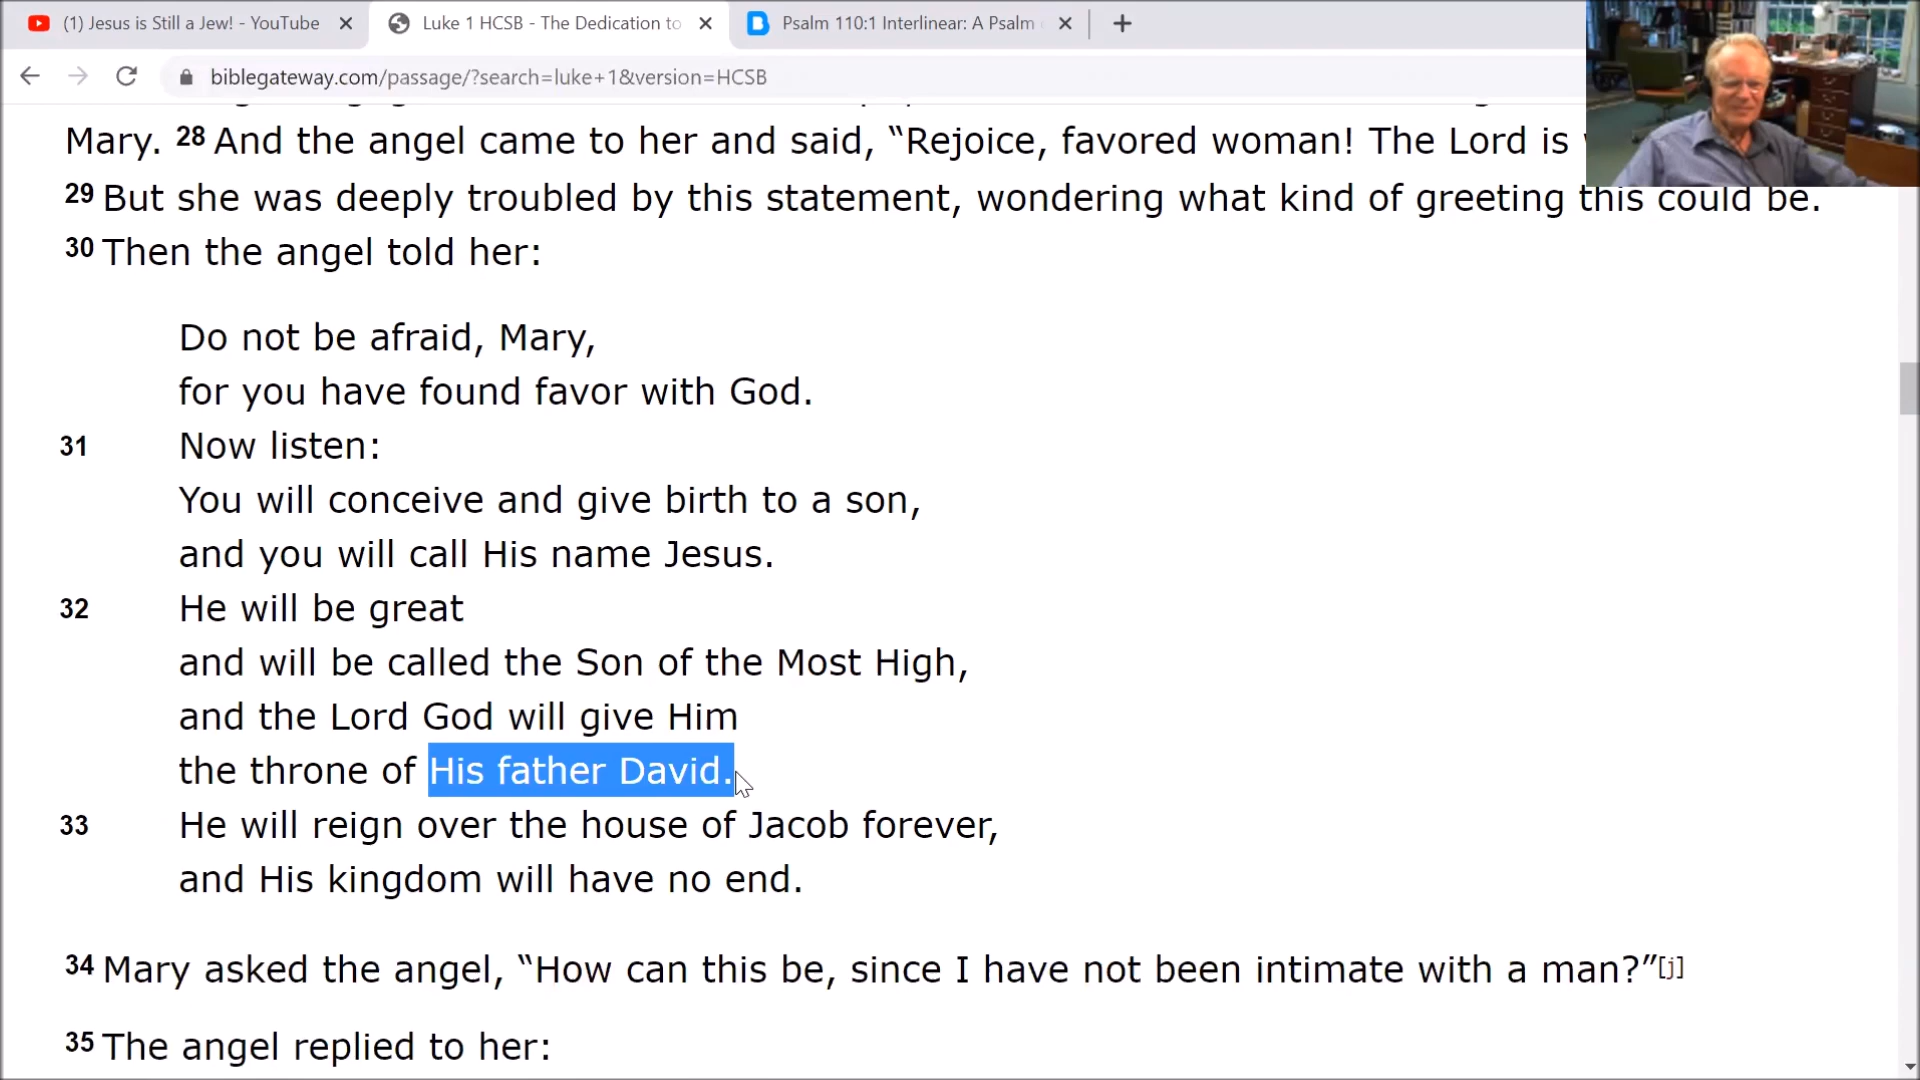 (1) Jesus is Still a Jew! - YouTube
Luke 1 HCSB - The Dedication to
Psalm 110:1 Interlinear: A Psalm
biblegateway.com/passage/?search=luke+1&version=HCSB
Mary. 28 And the angel came to her and said, “Rejoice, favored woman! The Lord is
29 But she was deeply troubled by this statement, wondering what kind of greeting this could be.
30 Then the angel told her:
Do not be afraid, Mary,
for you have found favor with God.
31 Now listen:
You will conceive and give birth to a son,
and you will call His name Jesus.
32 He will be great
and will be called the Son of the Most High,
and the Lord God will give Him
the throne of His father David.
33 He will reign over the house of Jacob forever,
and His kingdom will have no end.
34 Mary asked the angel, “How can this be, since I have not been intimate with a man?”[j]
35 The angel replied to her: